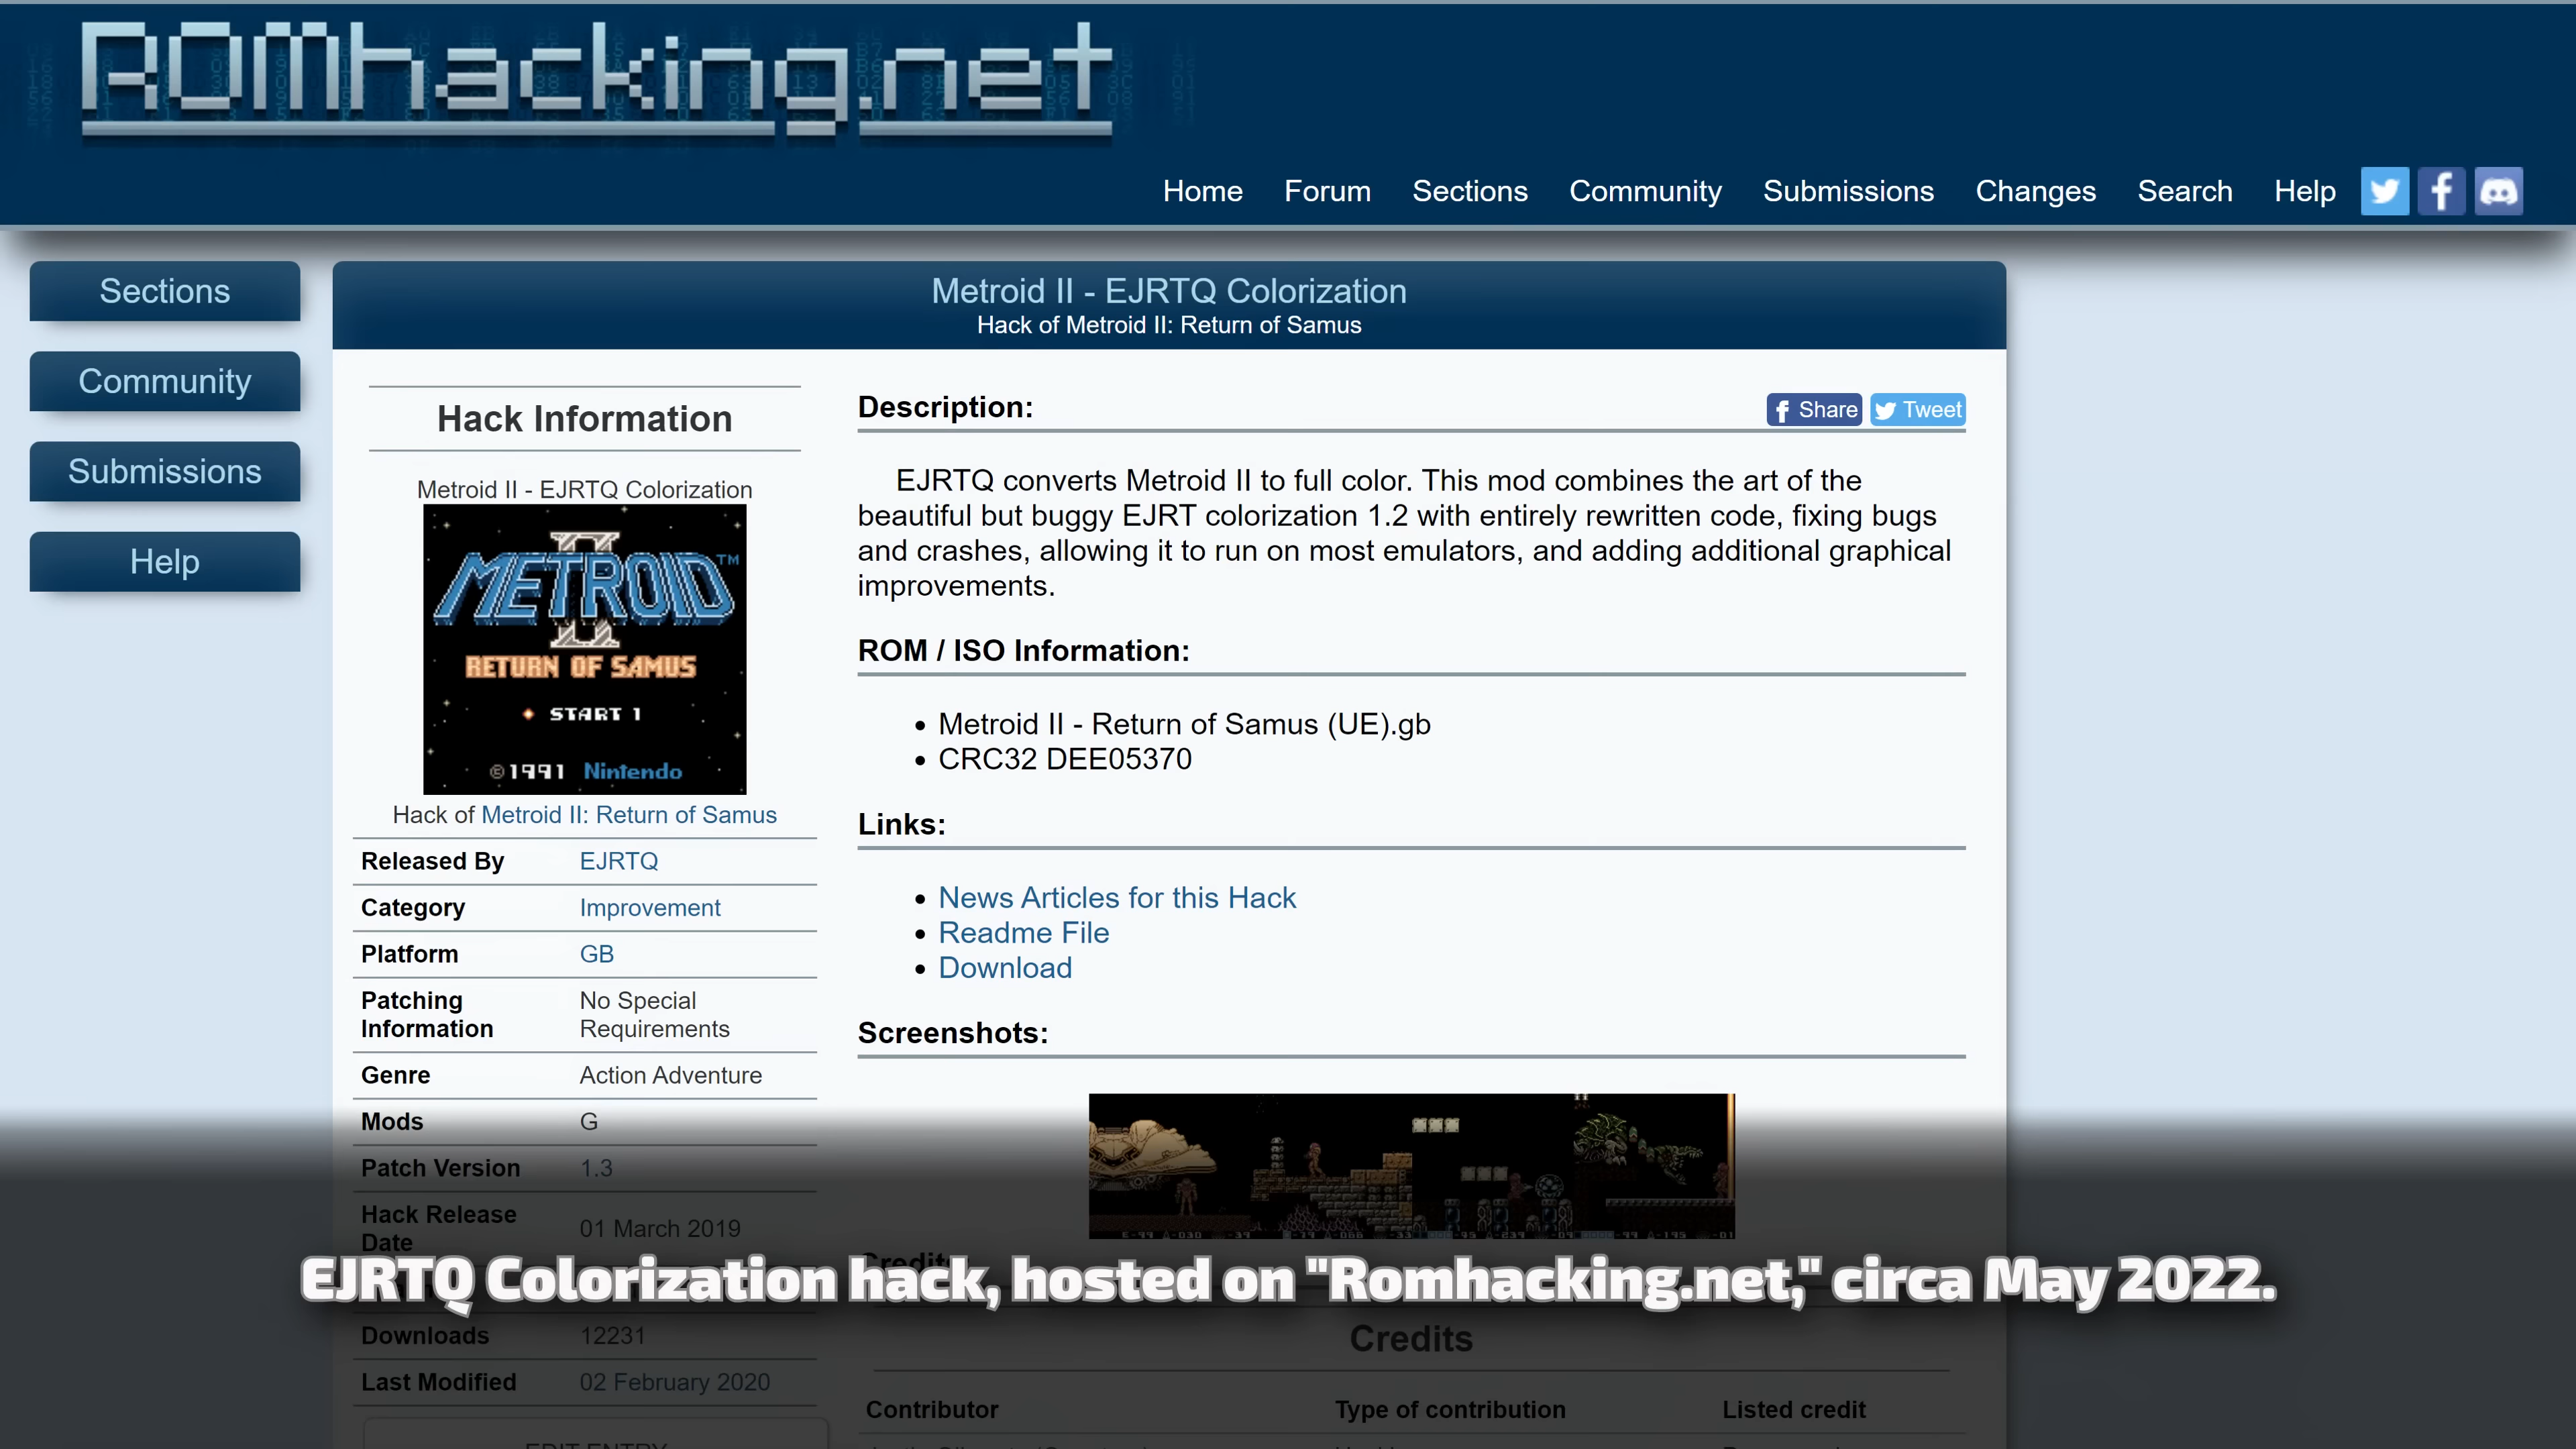 ROMhacking.net
Home Forum Sections Community Submissions Changes Search Help
Sections
Community
Submissions
Help
Metroid II - EJRTQ Colorization
Hack of Metroid II: Return of Samus
Hack Information
Metroid II - EJRTQ Colorization
II
METROID™
RETURN OF SAMUS
START 1
©1991 Nintendo
Hack of Metroid II: Return of Samus
Released By EJRTQ
Category Improvement
Platform GB
Patching Information No Special Requirements
Genre Action Adventure
Mods G
Patch Version 1.3
Hack Release Date 01 March 2019
Downloads 12231
Last Modified 02 February 2020
EDIT ENTRY
Description:
Share Tweet
EJRTQ converts Metroid II to full color. This mod combines the art of the
beautiful but buggy EJRT colorization 1.2 with entirely rewritten code, fixing bugs
and crashes, allowing it to run on most emulators, and adding additional graphical
improvements.
ROM / ISO Information:
Metroid II - Return of Samus (UE).gb
CRC32 DEE05370
Links:
News Articles for this Hack
Readme File
Download
Screenshots:
Credits
EJRTQ Colorization hack, hosted on "Romhacking.net," circa May 2022.
Credits
Contributor Type of contribution Listed credit